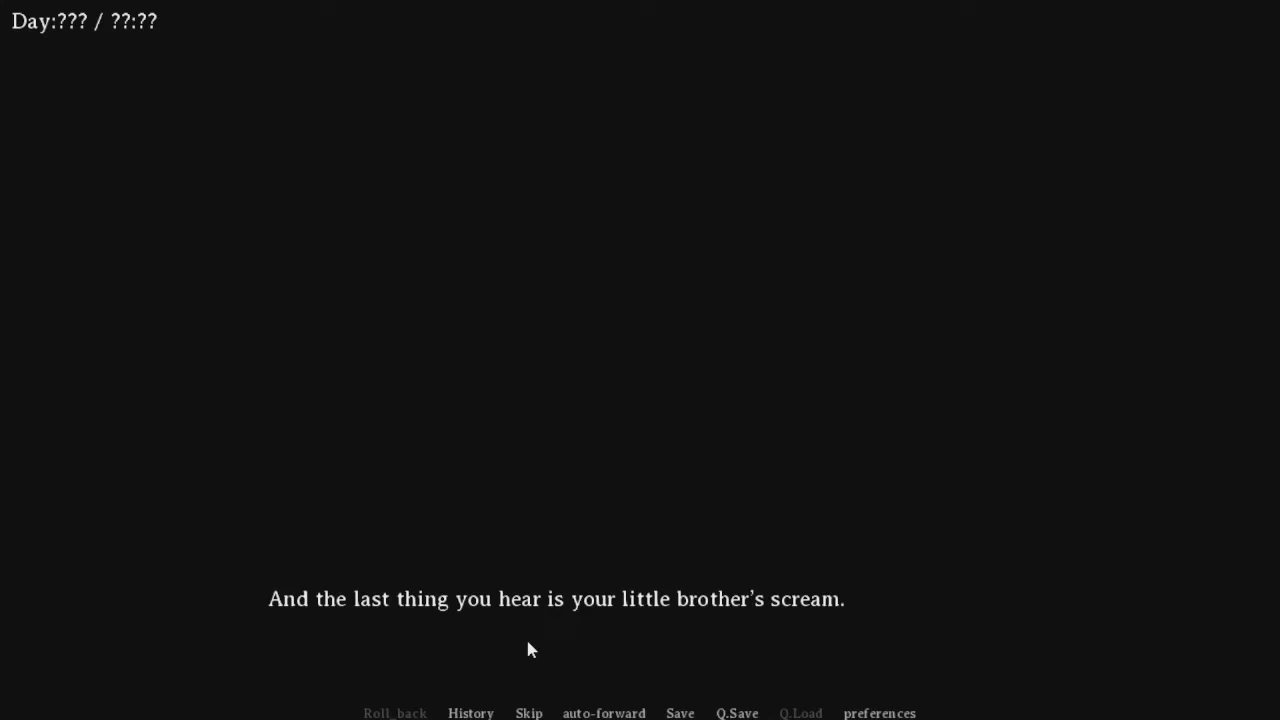 Day:??? / ??:??
And the last thing you hear is your little brother’s scream.
Roll_back History Skip auto-forward Save Q.Save Q.Load preferences